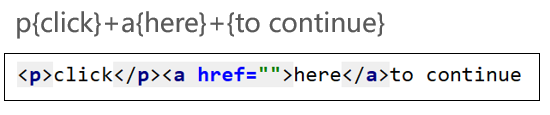 p{click}+a{here}+{to continue}
<p>click</p><a href="">here</a>to continue